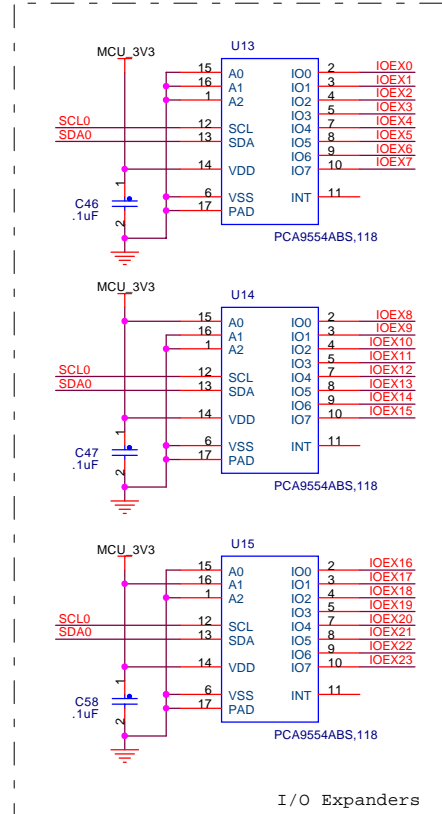 MCU_3V3
U13
15 A0 IO0 2 IOEX0
16 A1 IO1 3 IOEX1
1 A2 IO2 4 IOEX2
IO3 5 IOEX3
SCL0 12 SCL IO4 7 IOEX4
SDA0 13 SDA IO5 8 IOEX5
IO6 9 IOEX6
14 VDD IO7 10 IOEX7
1
C46
.1uF
2
6 VSS INT 11
17 PAD
PCA9554ABS,118
MCU_3V3
U14
15 A0 IO0 2 IOEX8
16 A1 IO1 3 IOEX9
1 A2 IO2 4 IOEX10
IO3 5 IOEX11
SCL0 12 SCL IO4 7 IOEX12
SDA0 13 SDA IO5 8 IOEX13
IO6 9 IOEX14
14 VDD IO7 10 IOEX15
1
C47
.1uF
2
6 VSS INT 11
17 PAD
PCA9554ABS,118
MCU_3V3
U15
15 A0 IO0 2 IOEX16
16 A1 IO1 3 IOEX17
1 A2 IO2 4 IOEX18
IO3 5 IOEX19
SCL0 12 SCL IO4 7 IOEX20
SDA0 13 SDA IO5 8 IOEX21
IO6 9 IOEX22
14 VDD IO7 10 IOEX23
1
C58
.1uF
2
6 VSS INT 11
17 PAD
PCA9554ABS,118
I/O Expanders